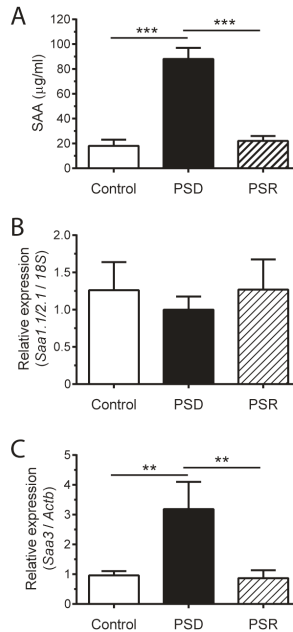 A
***
***
SAA (µg/ml)
120
100
80
60
40
20
0
Control PSD PSR
B
Relative expression
(Saa1.1/2.1 / 18S)
2.0
1.5
1.0
0.5
0
Control PSD PSR
C
**
**
Relative expression
(Saa3 / Actb)
5
4
3
2
1
0
Control PSD PSR